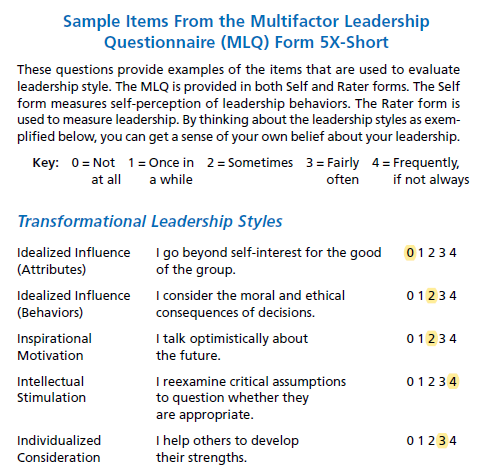 Sample Items From the Multifactor Leadership
Questionnaire (MLQ) Form 5X-Short
These questions provide examples of the items that are used to evaluate
leadership style. The MLQ is provided in both Self and Rater forms. The Self
form measures self-perception of leadership behaviors. The Rater form is
used to measure leadership. By thinking about the leadership styles as exem-
plified below, you can get a sense of your own belief about your leadership.
Key: 0 = Not 1 = Once in 2 = Sometimes 3 = Fairly 4 = Frequently,
at all a while often if not always
Transformational Leadership Styles
Idealized Influence I go beyond self-interest for the good 0 1 2 3 4
(Attributes) of the group.
Idealized Influence I consider the moral and ethical 0 1 2 3 4
(Behaviors) consequences of decisions.
Inspirational I talk optimistically about 0 1 2 3 4
Motivation the future.
Intellectual I reexamine critical assumptions 0 1 2 3 4
Stimulation to question whether they
are appropriate.
Individualized I help others to develop 0 1 2 3 4
Consideration their strengths.